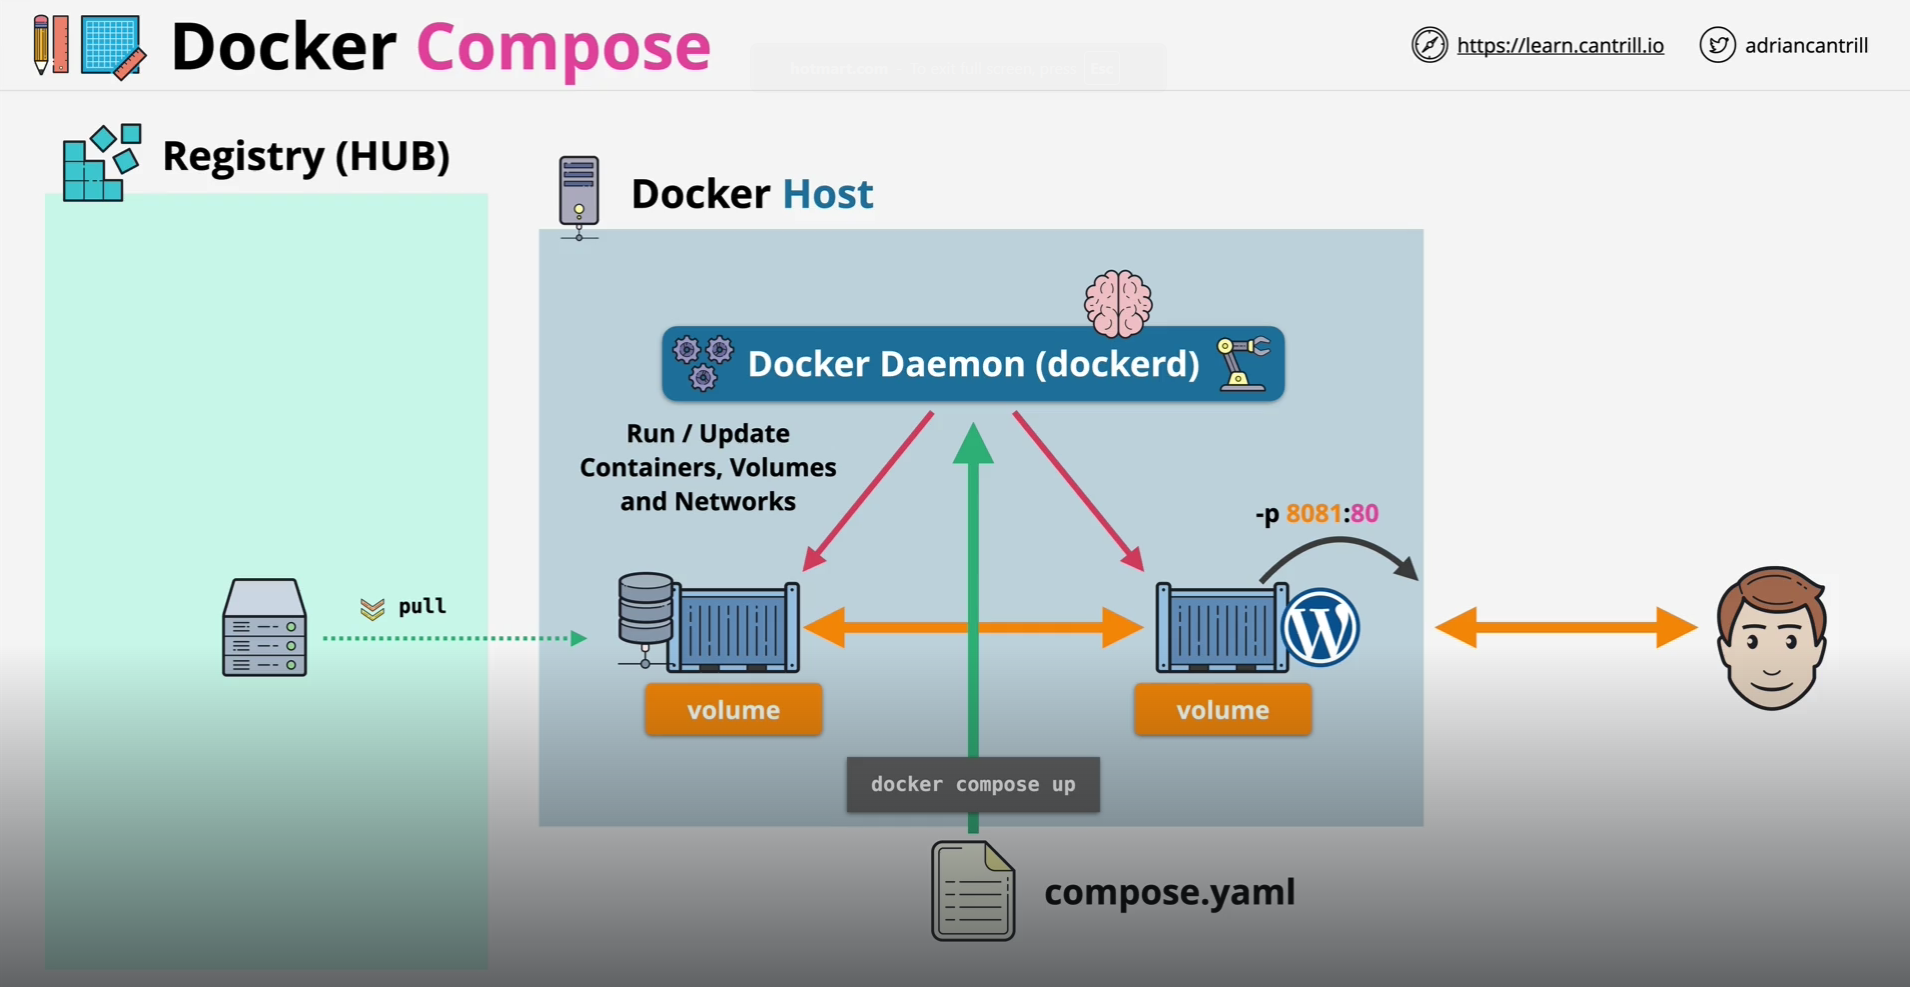 Docker Compose
https://learn.cantrill.io
adriancantrill
Registry (HUB)
Docker Host
Docker Daemon (dockerd)
Run / Update
Containers, Volumes
and Networks
-p 8081:80
pull
volume
volume
docker compose up
compose.yaml